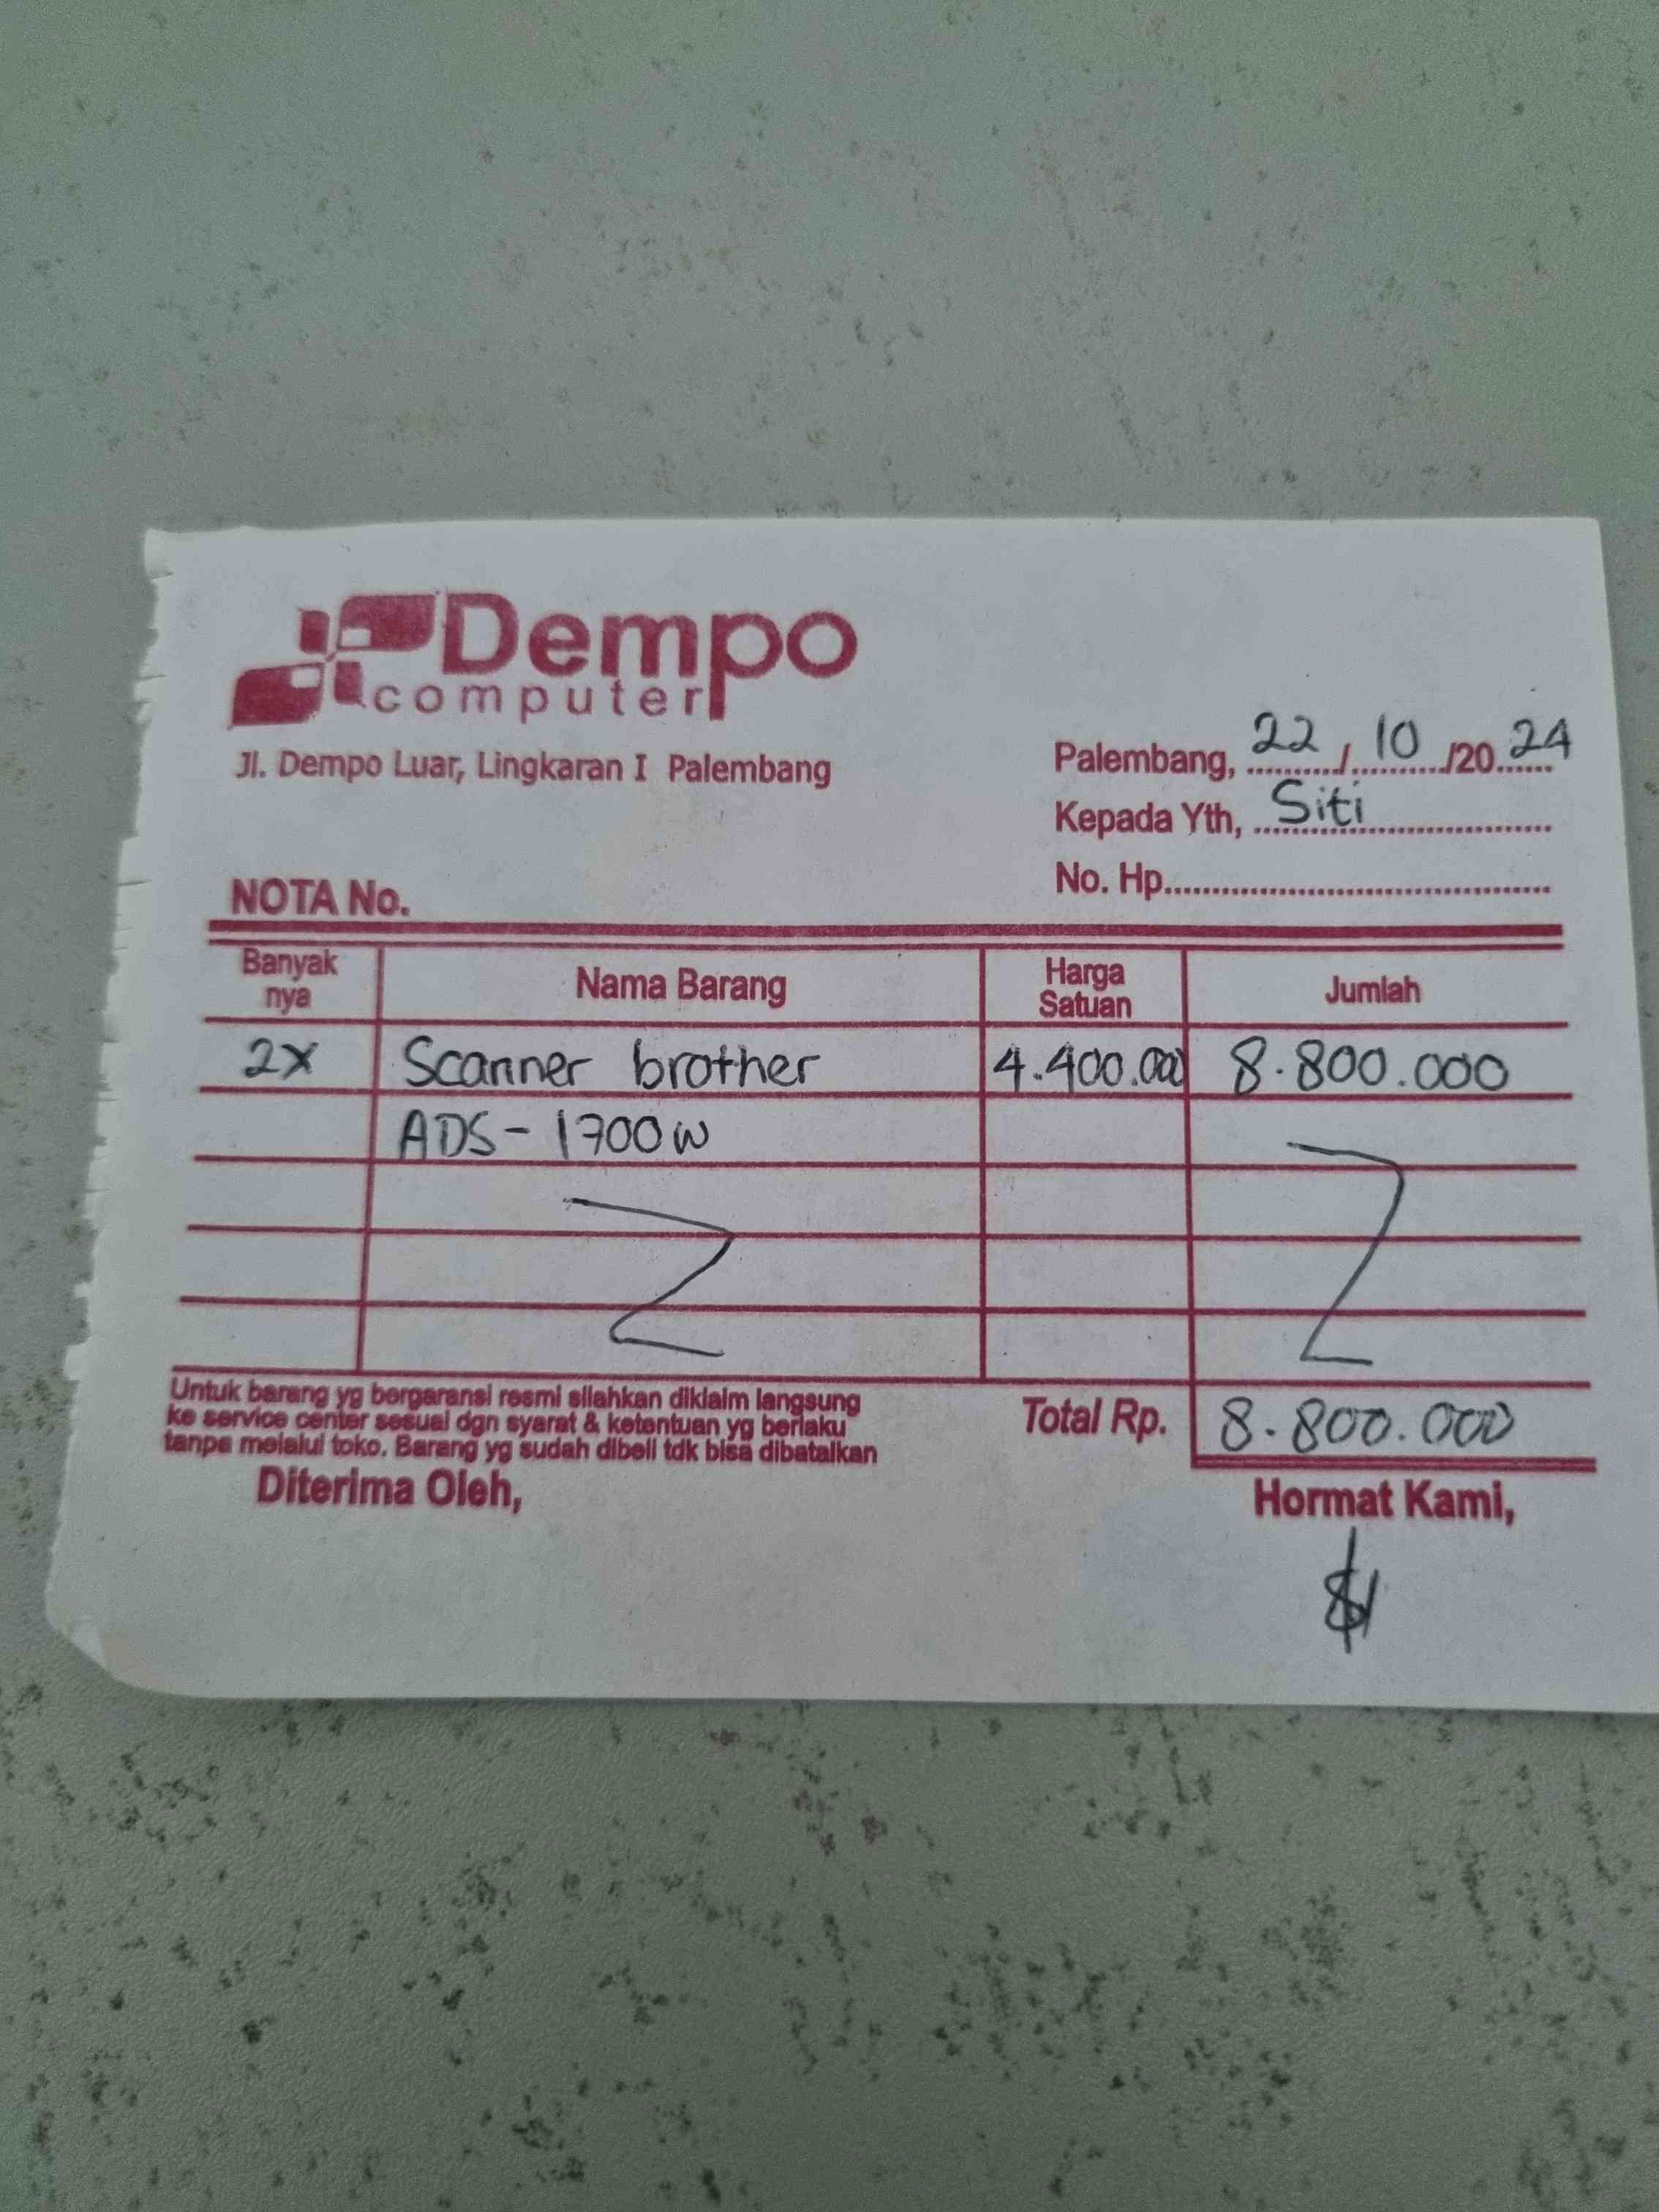 Dempo
computer
Jl. Dempo Luar, Lingkaran I Palembang
Palembang, 22 / 10 /20 24
Kepada Yth, Siti
No. Hp
NOTA No.
Banyak nya Nama Barang Harga Satuan Jumlah
2x Scanner brother 4.400.000 8.800.000
ADS-1700w
Untuk barang yg bergaransi resmi silahkan diklaim langsung
ke service center sesuai dgn syarat & ketentuan yg berlaku
tanpa melalui toko. Barang yg sudah dibeli tdk bisa dibatalkan
Total Rp. 8.800.000
Diterima Oleh,
Hormat Kami,